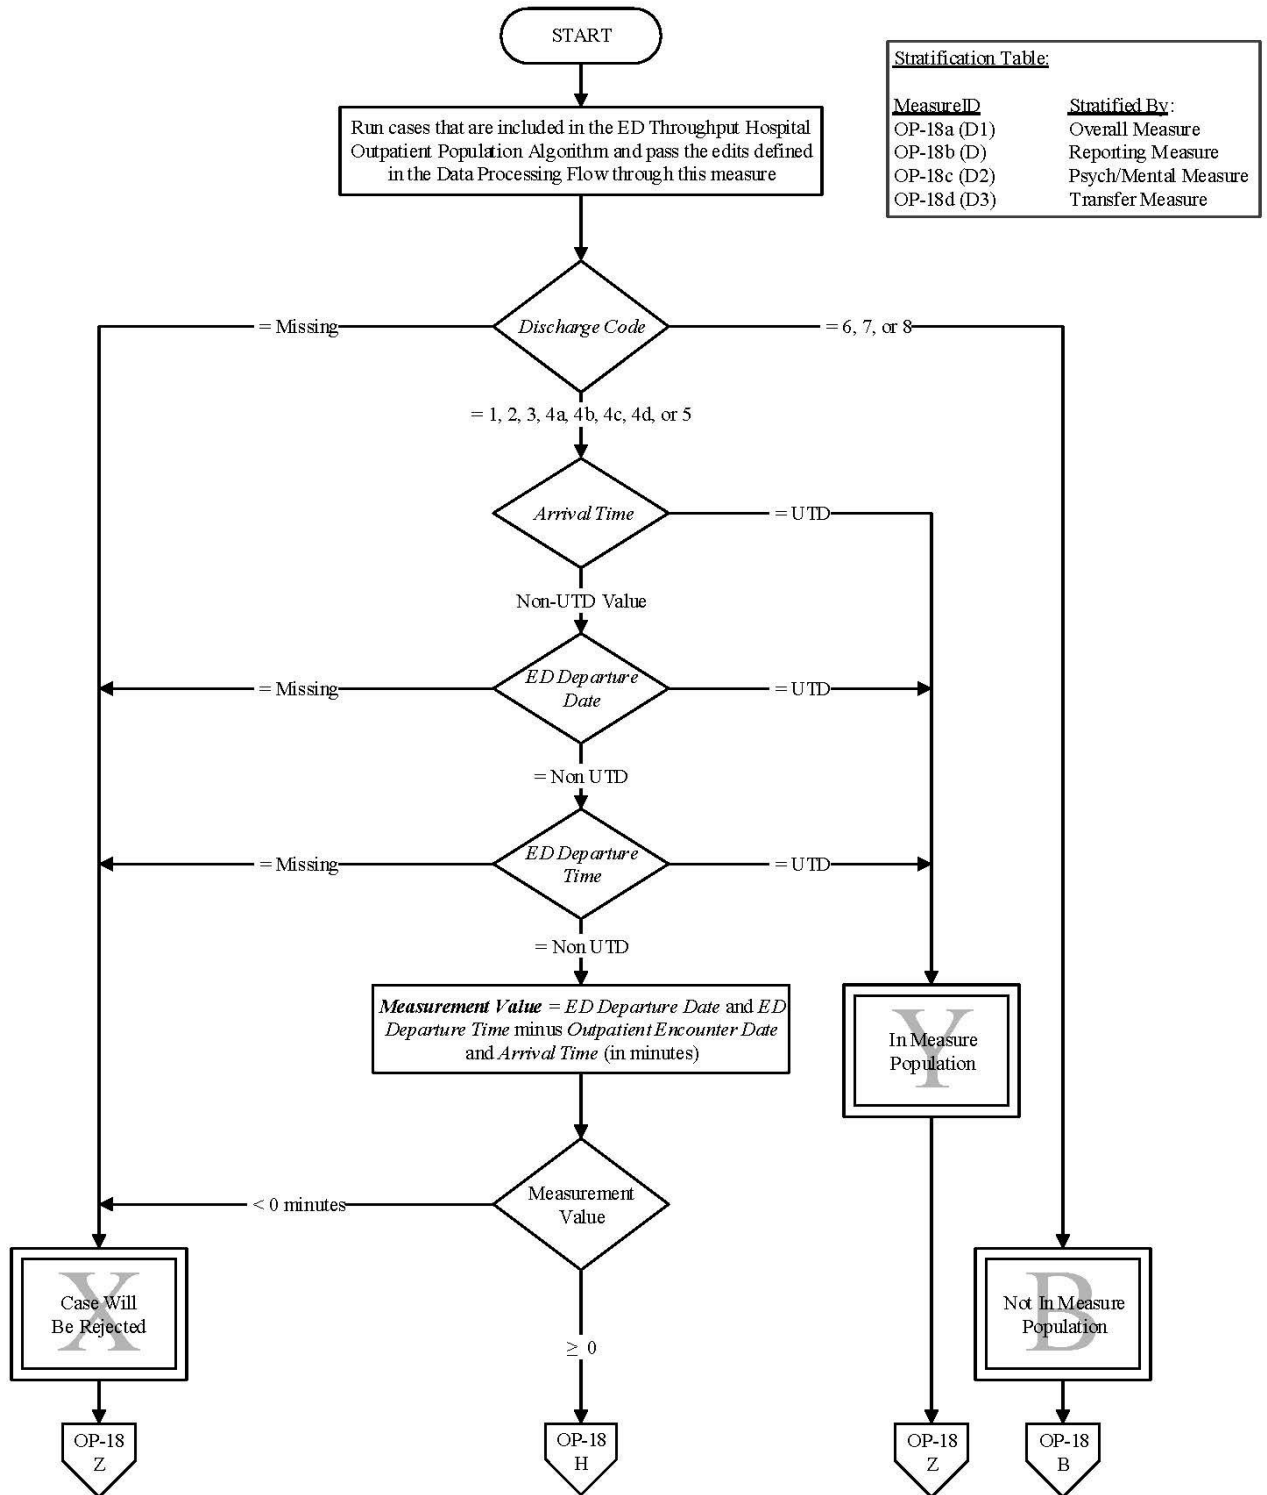 START
Stratification Table:
MeasureID Stratified By:
OP-18a (D1) Overall Measure
OP-18b (D) Reporting Measure
OP-18c (D2) Psych/Mental Measure
OP-18d (D3) Transfer Measure
Run cases that are included in the ED Throughput Hospital
Outpatient Population Algorithm and pass the edits defined
in the Data Processing Flow through this measure
= Missing
Discharge Code
= 6, 7, or 8
= 1, 2, 3, 4a, 4b, 4c, 4d, or 5
Arrival Time
= UTD
Non-UTD Value
= Missing
ED Departure
Date
= UTD
= Non UTD
= Missing
ED Departure
Time
= UTD
= Non UTD
Measurement Value = ED Departure Date and ED
Departure Time minus Outpatient Encounter Date
and Arrival Time (in minutes)
Y
In Measure
Population
< 0 minutes
Measurement
Value
X
Case Will
Be Rejected
≥ 0
B
Not In Measure
Population
OP-18
Z
OP-18
H
OP-18
Z
OP-18
B